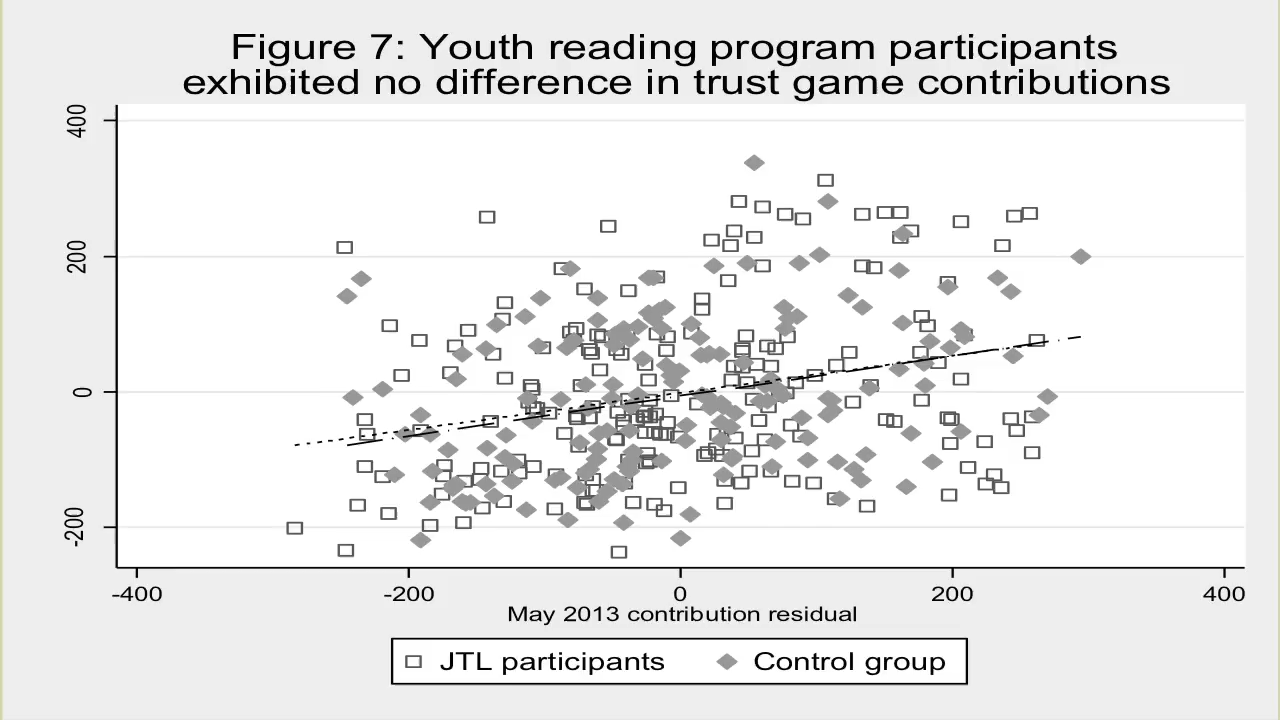 Figure 7: Youth reading program participants
exhibited no difference in trust game contributions
400
200
0
-200
-400
-200
0
200
400
May 2013 contribution residual
JTL participants
Control group